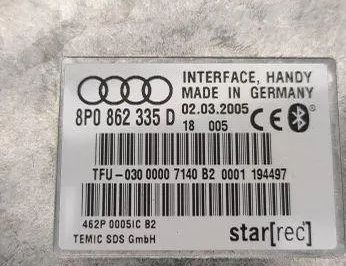 INTERFACE, HANDY
MADE IN GERMANY
8P0 862 335 D
02.03.2005
18 005
CE
TFU-030 0000 7140 B2 0001 194497
462P 0005IC B2
TEMIC SDS GmbH
star[rec]